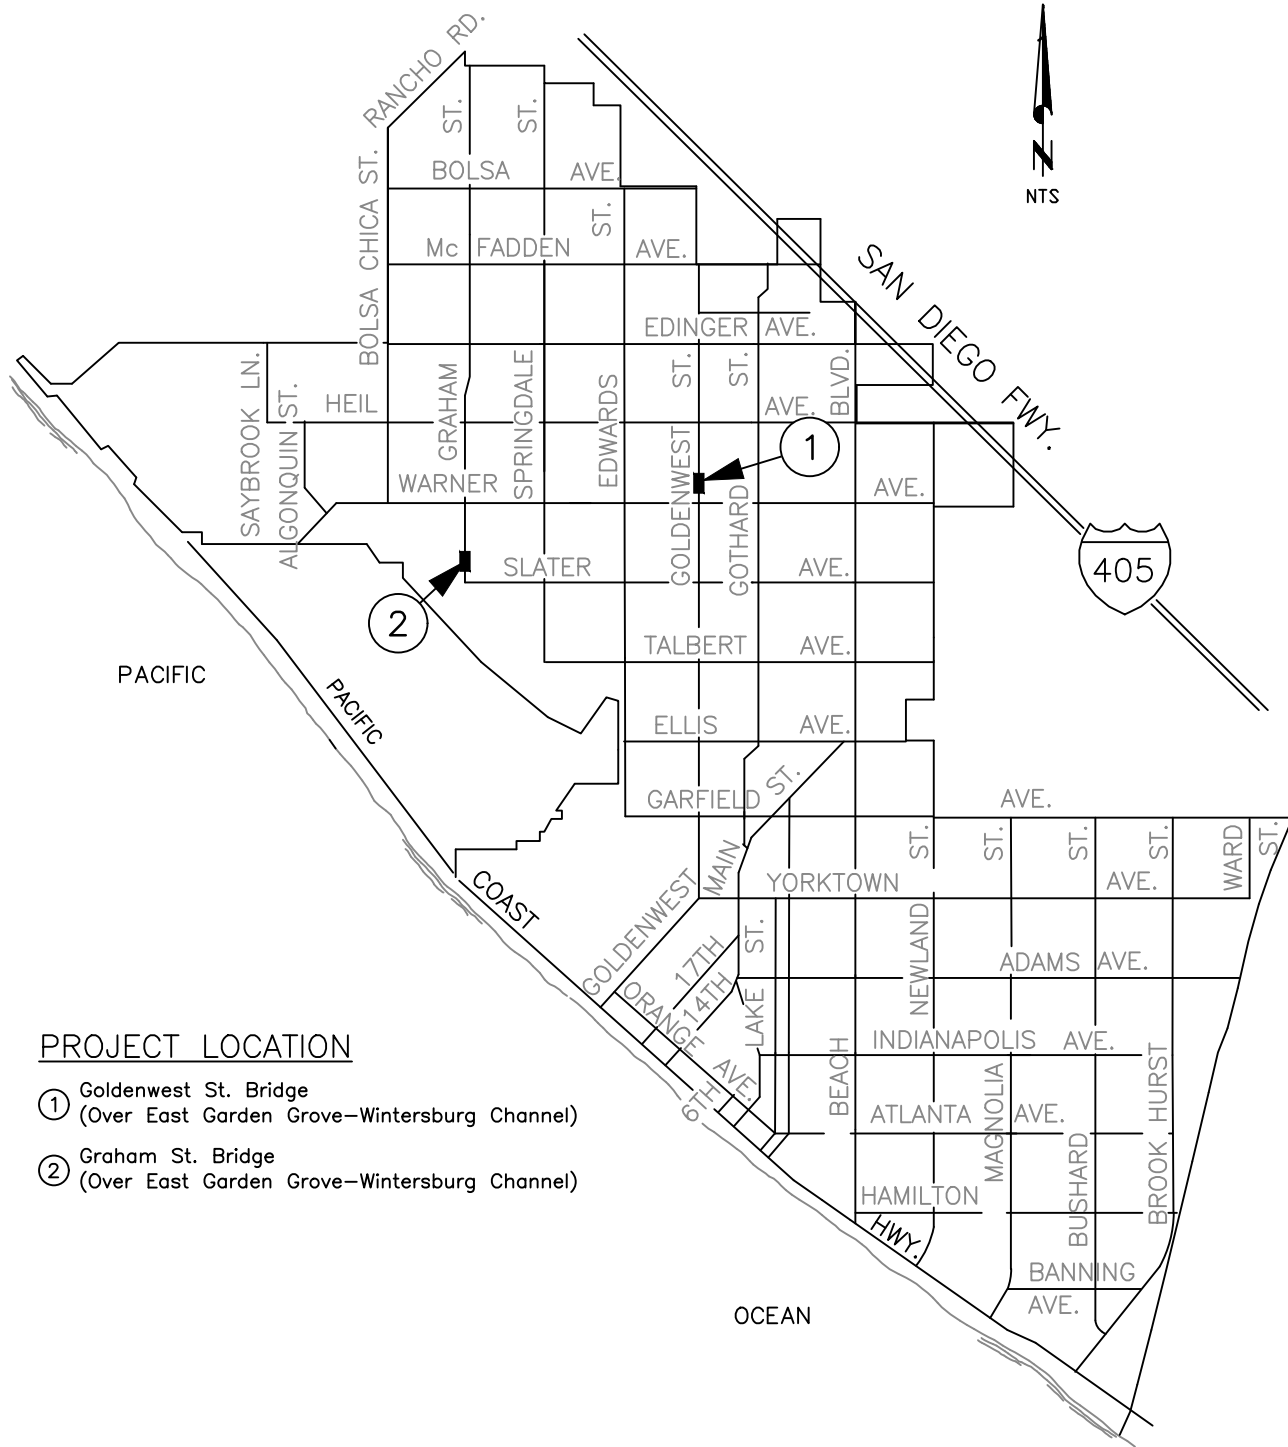 RANCHO RD.
NTS
ST.
ST.
BOLSA AVE.
ST.
BOLSA CHICA ST.
Mc FADDEN AVE.
SAN DIEGO FWY.
EDINGER AVE.
SAYBROOK LN.
ALGONQUIN ST.
HEIL AVE.
GRAHAM
SPRINGDALE
EDWARDS
ST.
ST.
BLVD.
1
WARNER AVE.
GOLDENWEST
GOTHARD
SLATER AVE.
405
2
TALBERT AVE.
PACIFIC
PACIFIC
ELLIS AVE.
ST.
GARFIELD AVE.
MAIN
ST.
ST.
ST.
ST.
WARD
ST.
YORKTOWN AVE.
COAST
GOLDENWEST
17TH
14TH
ST.
NEWLAND
ADAMS AVE.
ORANGE AVE.
LAKE
INDIANAPOLIS AVE.
PROJECT LOCATION
1 Goldenwest St. Bridge
(Over East Garden Grove-Wintersburg Channel)
2 Graham St. Bridge
(Over East Garden Grove-Wintersburg Channel)
6TH
BEACH
ATLANTA AVE.
MAGNOLIA
BUSHARD
BROOK HURST
HAMILTON
HWY.
BANNING
AVE.
OCEAN
N